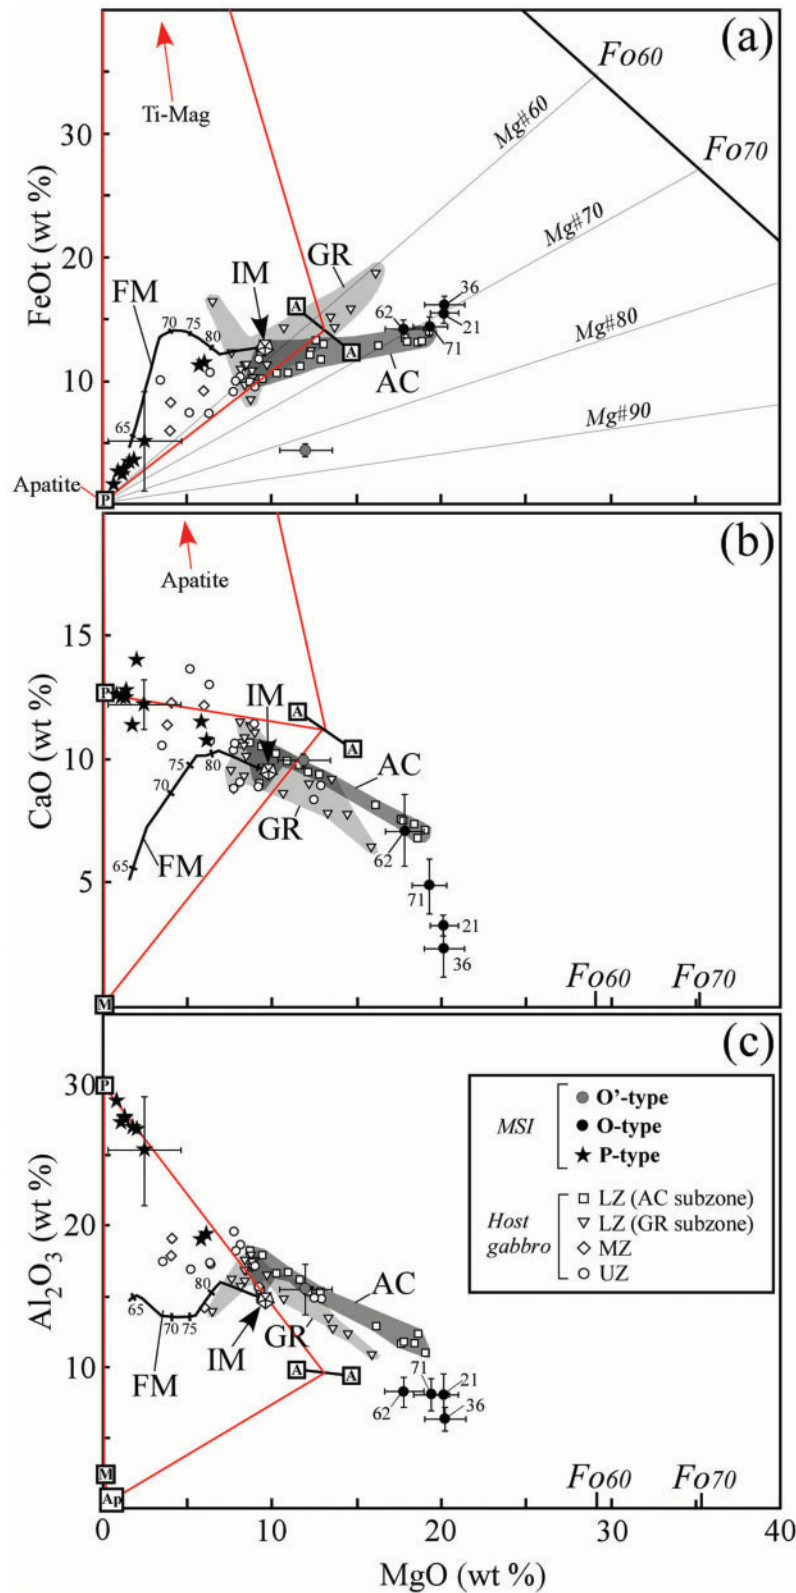 (a)
Fo60
Fo70
Ti-Mag
Mg#60
Mg#70
Mg#80
Mg#90
30
20
10
FeOt (wt %)
FM
IM
GR
AC
70
75
80
65
A
A
62
36
21
71
Apatite
P
(b)
Apatite
15
10
5
CaO (wt %)
P
IM
A
A
AC
GR
FM
80
75
70
65
62
71
21
36
Fo60
Fo70
M
(c)
30
20
10
0
Al2O3 (wt %)
P
MSI
O'-type
O-type
P-type
Host
gabbro
LZ (AC subzone)
LZ (GR subzone)
MZ
UZ
AC
GR
IM
FM
65
70
75
80
A
A
62
71
21
36
M
Ap
Fo60
Fo70
0
10
20
30
40
MgO (wt %)